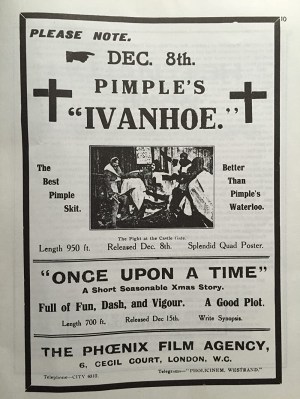 10
PLEASE NOTE.
DEC. 8th.
PIMPLE'S
"IVANHOE."
The Best Pimple Skit.
Better Than Pimple's Waterloo.
The Fight at the Castle Gate.
Length 950 ft. Released Dec. 8th. Splendid Quad Poster.
"ONCE UPON A TIME"
A Short Seasonable Xmas Story.
Full of Fun, Dash, and Vigour. A Good Plot.
Length 700 ft. Released Dec 15th. Write Synopsis.
THE PHŒNIX FILM AGENCY,
6, CECIL COURT, LONDON, W.C.
Telephone—CITY
Telegrams—